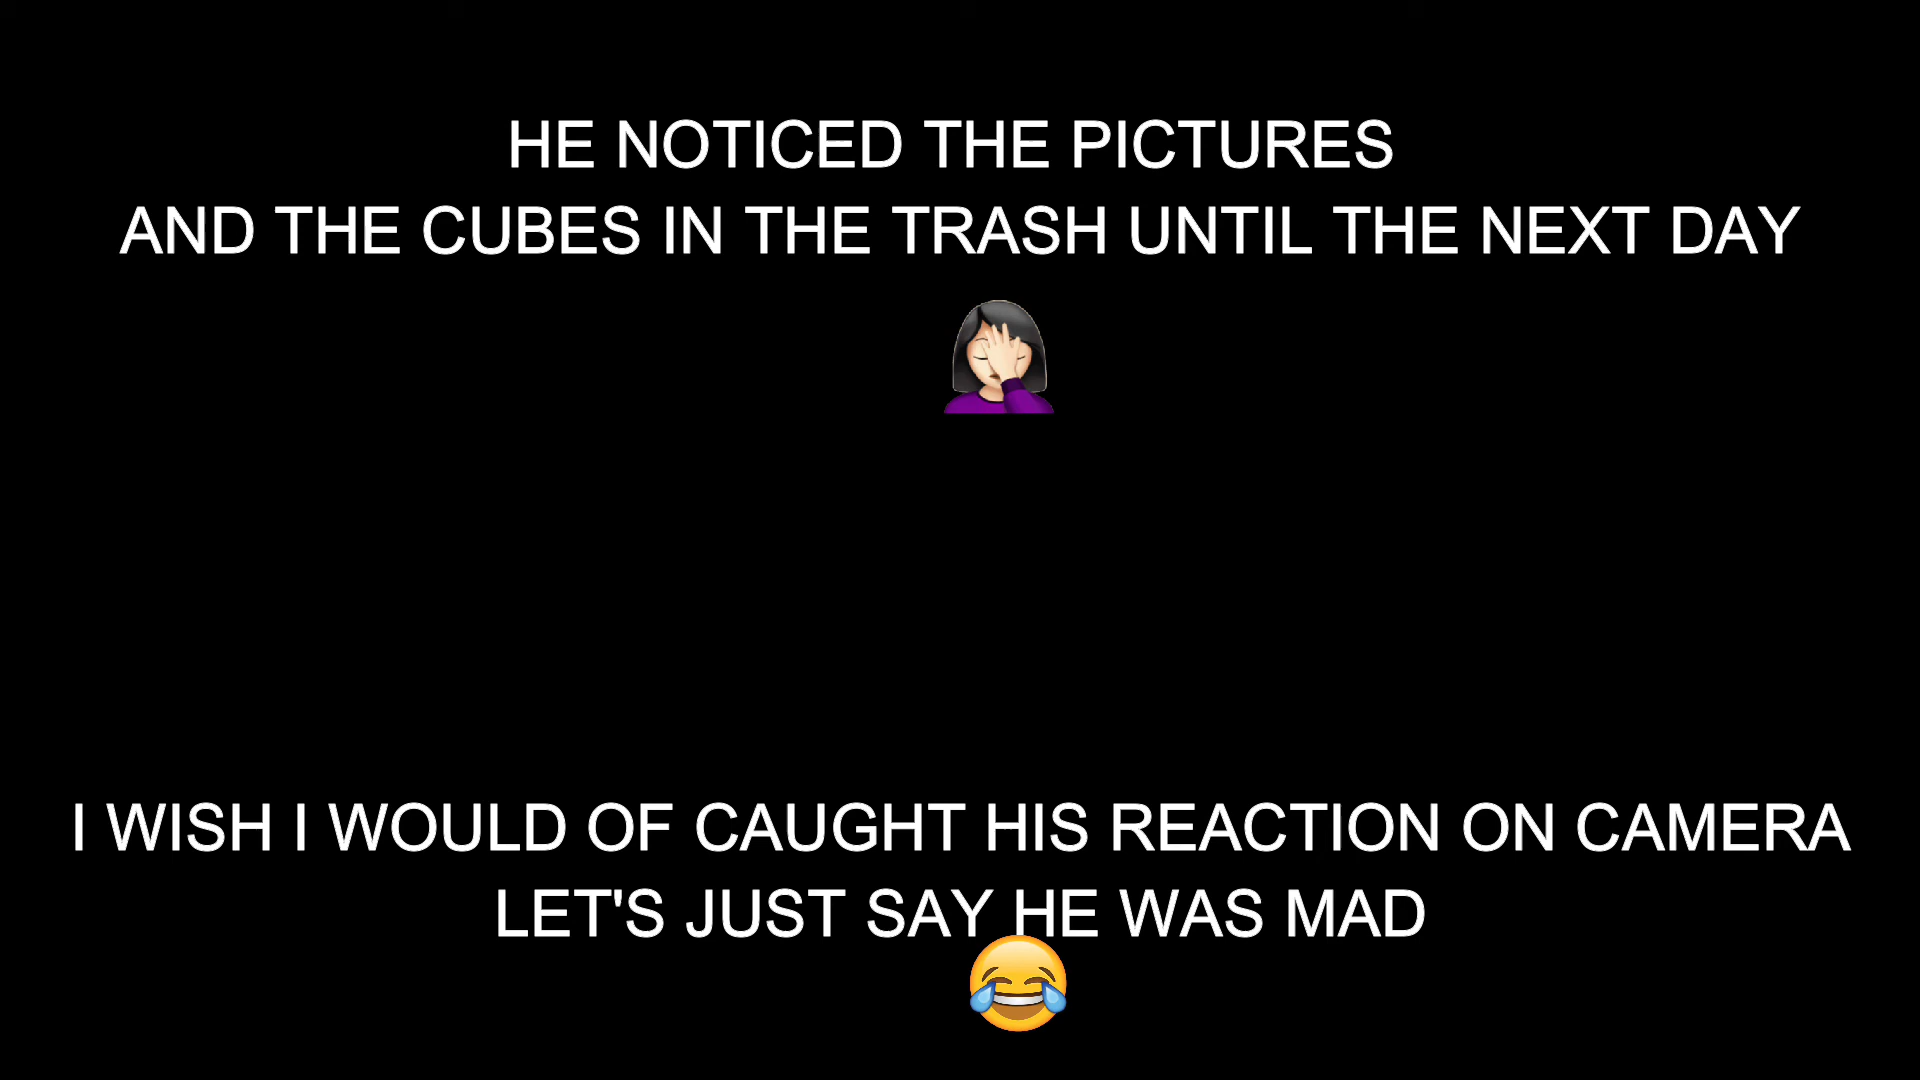 HE NOTICED THE PICTURES
AND THE CUBES IN THE TRASH UNTIL THE NEXT DAY
I WISH I WOULD OF CAUGHT HIS REACTION ON CAMERA
LET'S JUST SAY HE WAS MAD